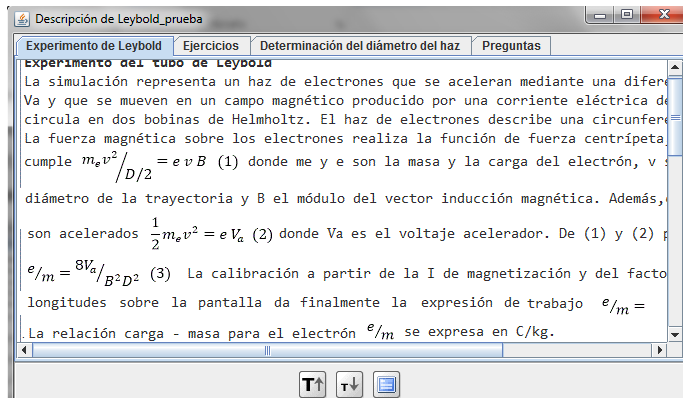 Descripción de Leybold_prueba
Experimento de Leybold Ejercicios Determinación del diámetro del haz Preguntas
Experimento del tubo de Leybold
La simulación representa un haz de electrones que se aceleran mediante una difere
Va y que se mueven en un campo magnético producido por una corriente eléctrica de
circula en dos bobinas de Helmholtz. El haz de electrones describe una circunfere
La fuerza magnética sobre los electrones realiza la función de fuerza centrípeta,
cumple mₑv²/D/2 = e v B (1) donde me y e son la masa y la carga del electrón, v s
diámetro de la trayectoria y B el módulo del vector inducción magnética. Además,
son acelerados 1/2 mₑv² = e Vₐ (2) donde Va es el voltaje acelerador. De (1) y (2) p
e/m = 8Vₐ/B²D² (3) La calibración a partir de la I de magnetización y del facto
longitudes sobre la pantalla da finalmente la expresión de trabajo e/m =
.La relación carga - masa para el electrón e/m se expresa en C/kg.
T↑ T↓